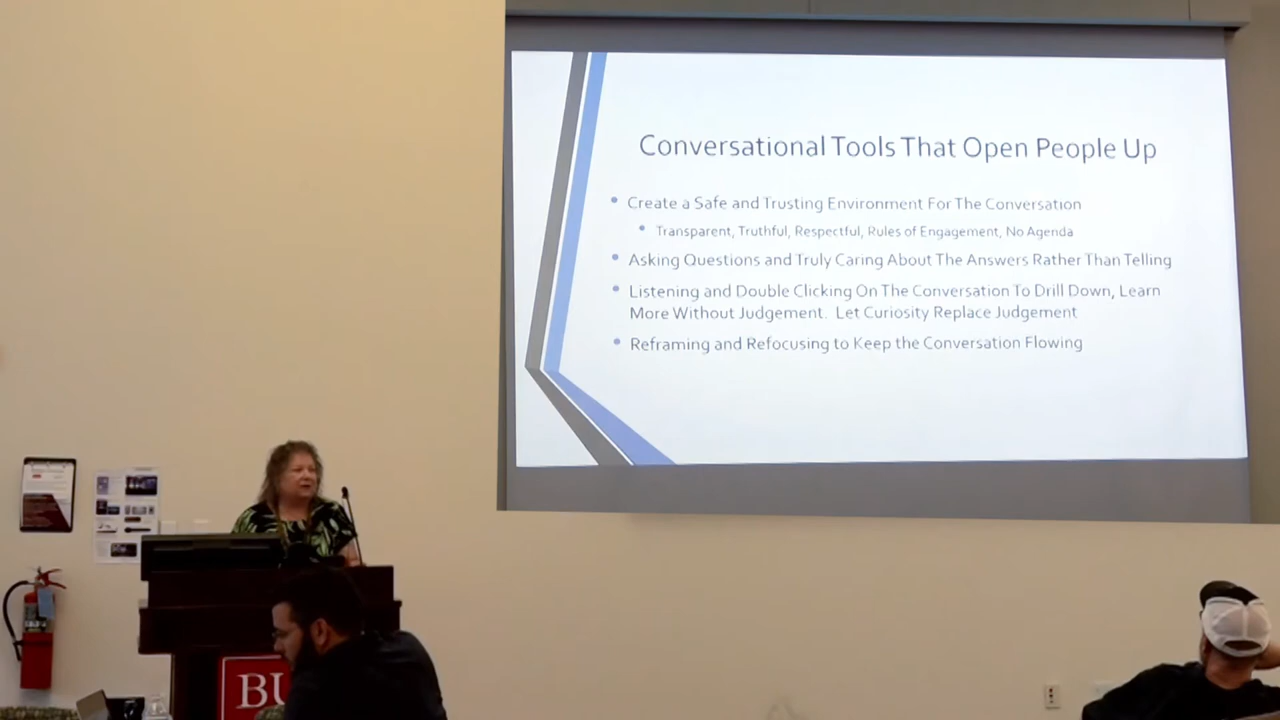 Conversational Tools That Open People Up
Create a Safe and Trusting Environment For The Conversation
Transparent, Truthful, Respectful, Rules of Engagement, No Agenda
Asking Questions and Truly Caring About The Answers Rather Than Telling
Listening and Double Clicking On The Conversation To Drill Down, Learn
More Without Judgement. Let Curiosity Replace Judgement
Reframing and Refocusing to Keep the Conversation Flowing
BU